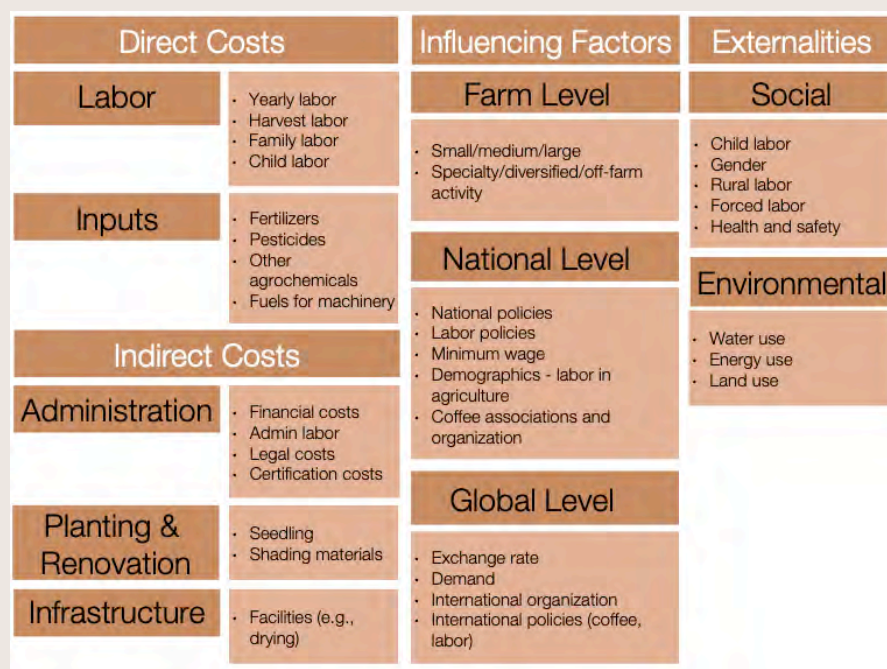 Direct Costs
Labor
· Yearly labor
· Harvest labor
· Family labor
· Child labor
Inputs
· Fertilizers
· Pesticides
· Other
agrochemicals
· Fuels for machinery
Indirect Costs
Administration
· Financial costs
· Admin labor
· Legal costs
· Certification costs
Planting &
Renovation
· Seedling
· Shading materials
Infrastructure
· Facilities (e.g.,
drying)
Influencing Factors
Farm Level
· Small/medium/large
· Specialty/diversified/off-farm
activity
National Level
· National policies
· Labor policies
· Minimum wage
· Demographics - labor in
agriculture
· Coffee associations and
organization
Global Level
· Exchange rate
· Demand
· International organization
· International policies (coffee,
labor)
Externalities
Social
· Child labor
· Gender
· Rural labor
· Forced labor
· Health and safety
Environmental
· Water use
· Energy use
· Land use